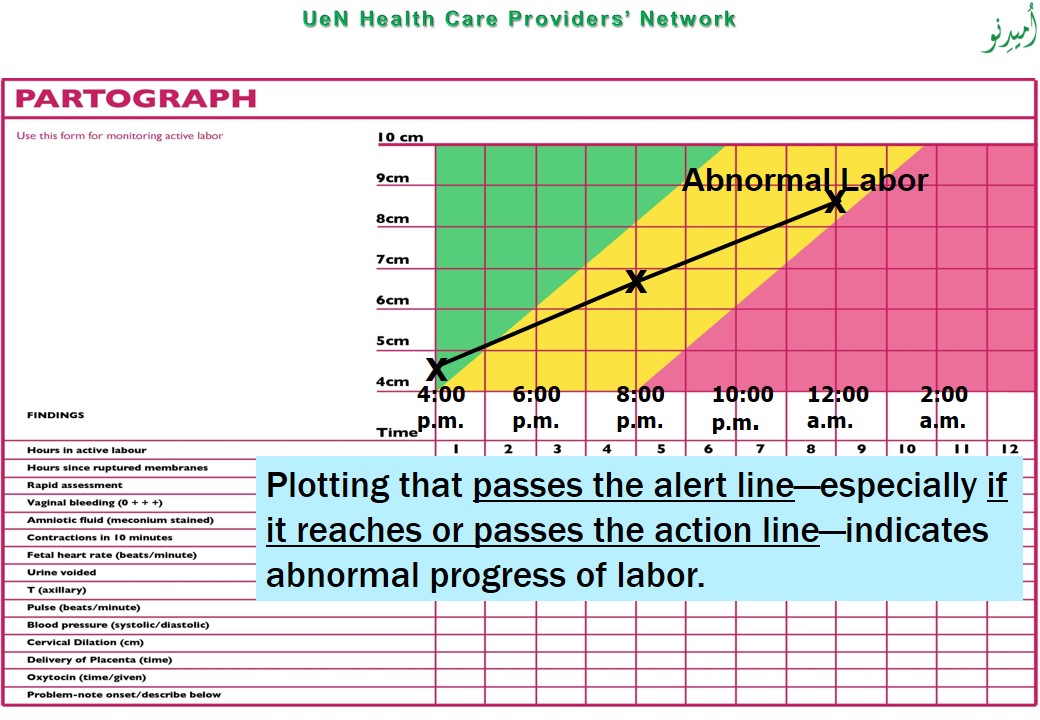 UeN Health Care Providers’ Network
اُميدِنو
PARTOGRAPH
Use this form for monitoring active labor
10 cm
9cm
8cm
7cm
6cm
5cm
4cm
Abnormal Labor
X
X
X
4:00 6:00 8:00 10:00 12:00 2:00
p.m. p.m. p.m. p.m. a.m. a.m.
FINDINGS
Time
Hours in active labour 1 2 3 4 5 6 7 8 9 10 11 12
Hours since ruptured membranes
Rapid assessment
Vaginal bleeding (0 + + +)
Amniotic fluid (meconium stained)
Contractions in 10 minutes
Fetal heart rate (beats/minute)
Urine voided
T (axillary)
Pulse (beats/minute)
Blood pressure (systolic/diastolic)
Cervical Dilation (cm)
Delivery of Placenta (time)
Oxytocin (time/given)
Problem-note onset/describe below
Plotting that passes the alert line—especially if
it reaches or passes the action line—indicates
abnormal progress of labor.